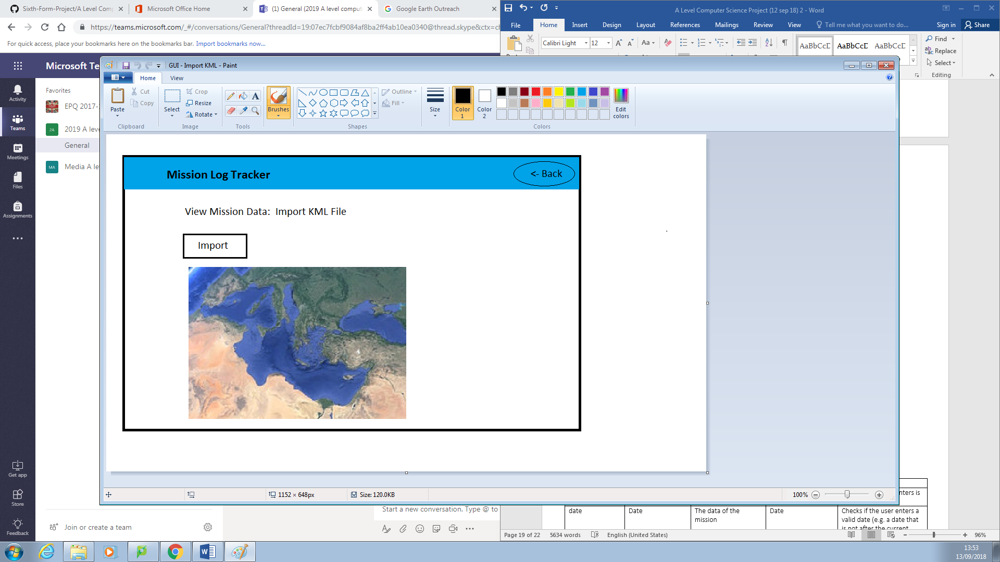 Sixth-Form-Project/A Level Comp
Microsoft Office Home
(1) General (2019 A level comput
Google Earth Outreach
https://teams.microsoft.com/_#/conversations/General?threadId=19:07ec7fcbf9084af8ba2ff4ab10ea0340@thread.skype&ctx=ch
For quick access, place your bookmarks here on the bookmarks bar. Import bookmarks now...
A Level Computer Science Project (12 sep 18) 2 - Word
File Home Insert Design Layout References Mailings Review View Tell me what you want to do... Sign in Share
Calibri Light 12 Aa
AaBbCcD AaBbCcD AaBbCcD
Find
Replace
Select
Editing
Microsoft Te
Activity
Teams
Meetings
Files
Assignments
Get app
Store
Feedback
Favorites
EPQ 2017-
2A 2019 A leve
General
MA Media A le
Join or create a team
GUI - Import KML - Paint
Home View
Paste
Cut
Copy
Clipboard
Select
Crop
Resize
Rotate
Image
A
Tools
Brushes
Outline
Fill
Shapes
Size
Color 1
Color 2
Edit colors
Colors
Mission Log Tracker
<- Back
View Mission Data: Import KML File
Import
1152 × 648px
Size: 120.0KB
100%
Start a new conversation. Type @ to
nters is
date Date The data of the mission Date Checks if the user enters a
valid date (e.g. a date that
is not after the current
Page 19 of 22 5634 words English (United States) 96%
13:53
13/09/2018